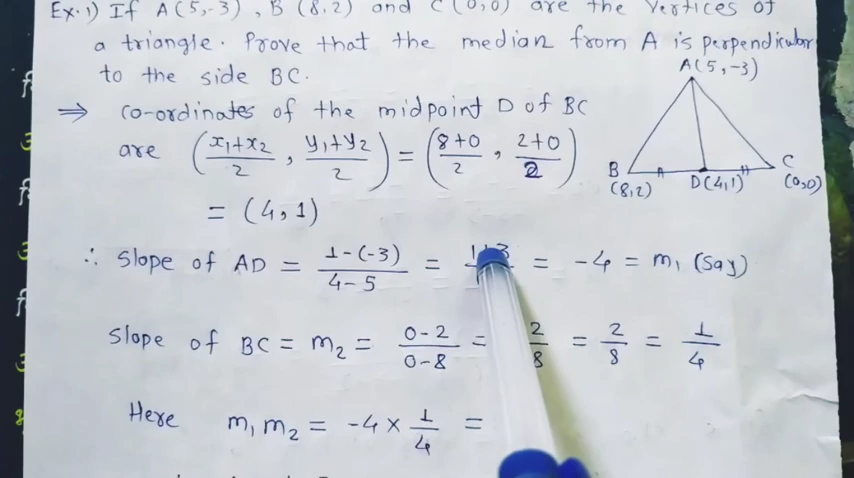 Ex.1) If A(5,-3), B(8,2) and C(0,0) are the vertices of
a triangle. Prove that the median from A is perpendicular
to the side BC.
A(5,-3)
⇒ co-ordinates of the midpoint D of BC
are (x₁+x₂/2, y₁+y₂/2) = (8+0/2, 2+0/2)
B
(8,2)
D(4,1)
C
(0,0)
= (4,1)
∴ Slope of AD = 1-(-3)/4-5 = = -4 = m₁ (say)
Slope of BC = m₂ = 0-2/0-8 = 2/8 = 2/8 = 1/4
Here m₁m₂ = -4 × 1/4 =